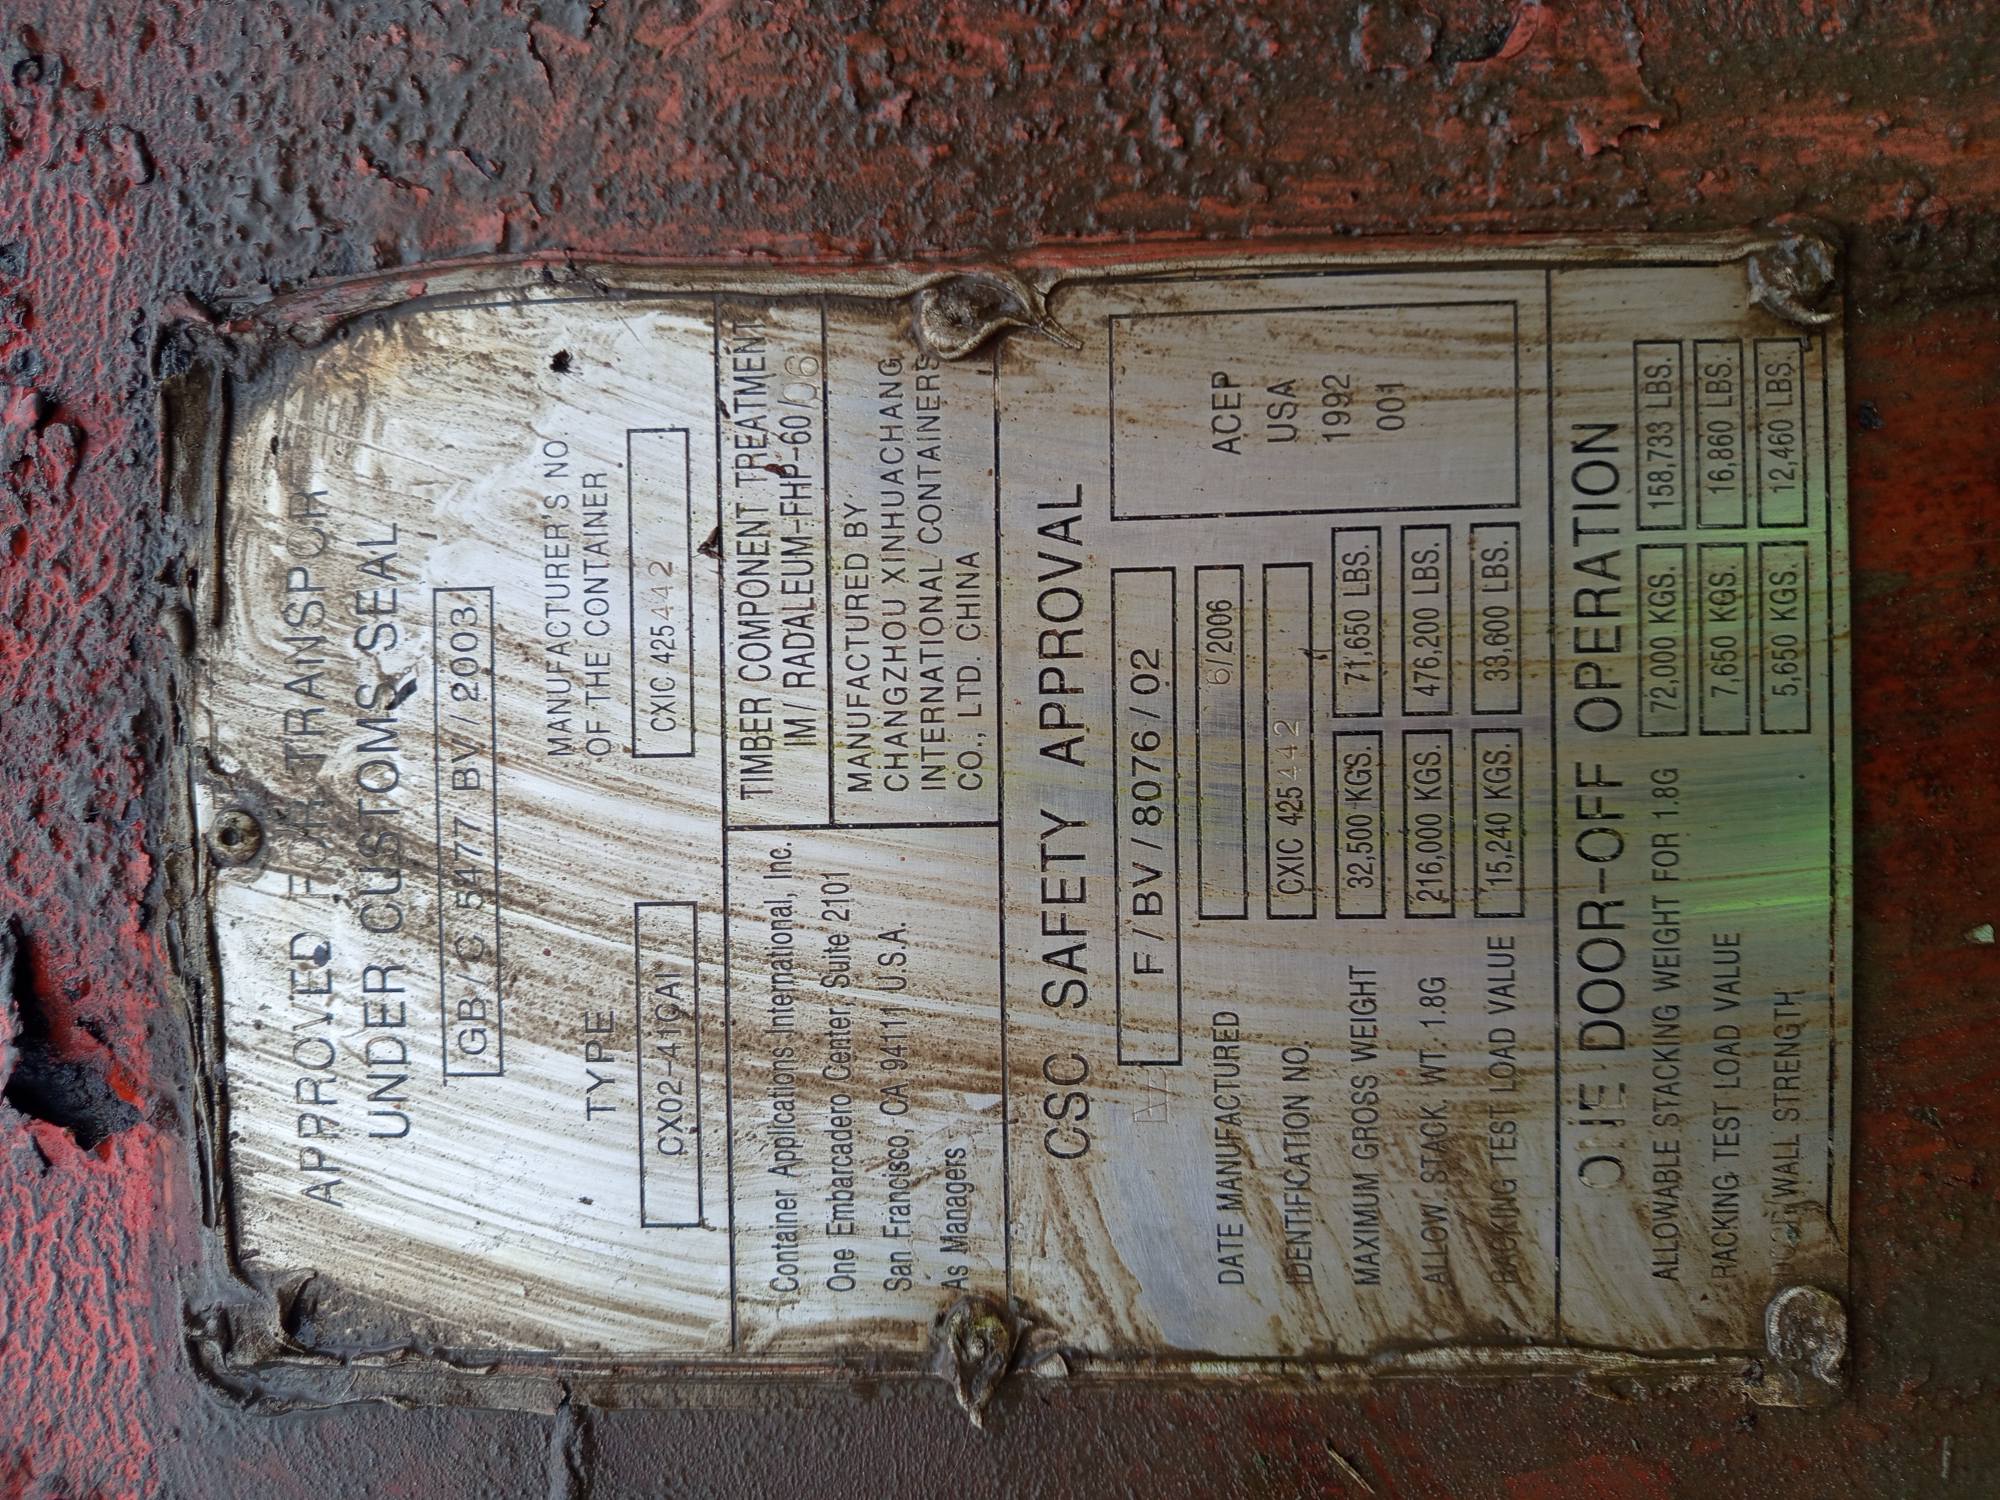 APPROVED FOR TRANSPOR
UNDER CUSTOMS SEAL
GB / C 5477 BV / 2003
TYPE
CX02-41CAI
MANUFACTURER'S NO.
OF THE CONTAINER
CXIC 425442
Container Applications International, Inc.
One Embarcadero Center, Suite 2101
San Francisco, CA 94111 U.S.A.
As Managers
TIMBER COMPONENT TREATMENT
IM / RADALEUM-FHP-60/06
MANUFACTURED BY
CHANGZHOU XINHUACHANG
INTERNATIONAL CONTAINERS
CO., LTD. CHINA
CSC SAFETY APPROVAL
F / BV / 8076 / 02
DATE MANUFACTURED 6/2006
IDENTIFICATION NO. CXIC 425442
MAXIMUM GROSS WEIGHT 32,500 KGS. 71,650 LBS.
ALLOW. STACK. WT. 1.8G 216,000 KGS. 476,200 LBS.
RACKING TEST LOAD VALUE 15,240 KGS. 33,600 LBS.
ACEP
USA
1992
001
ONE DOOR-OFF OPERATION
ALLOWABLE STACKING WEIGHT FOR 1.8G 72,000 KGS. 158,733 LBS.
RACKING TEST LOAD VALUE 7,650 KGS. 16,860 LBS.
WALL STRENGTH 5,650 KGS. 12,460 LBS.